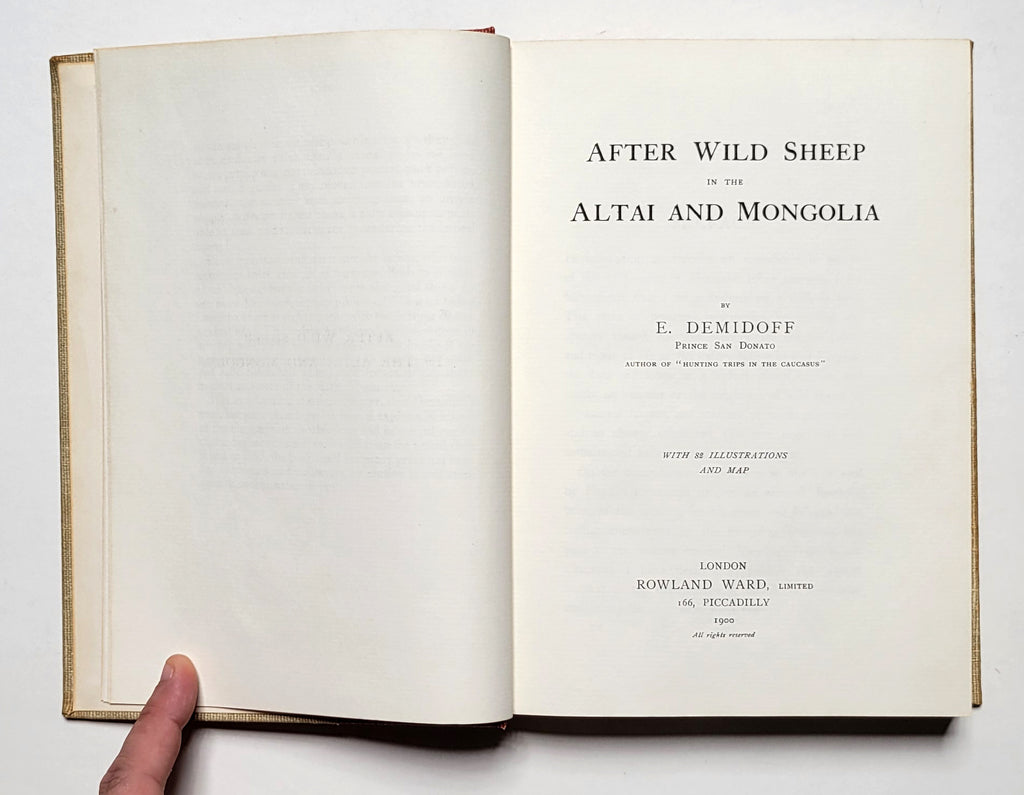 AFTER WILD SHEEP
IN THE
ALTAI AND MONGOLIA
BY
E. DEMIDOFF
PRINCE SAN DONATO
AUTHOR OF "HUNTING TRIPS IN THE CAUCASUS"
WITH 82 ILLUSTRATIONS
AND MAP
LONDON
ROWLAND WARD, LIMITED
166, PICCADILLY
1900
All rights reserved